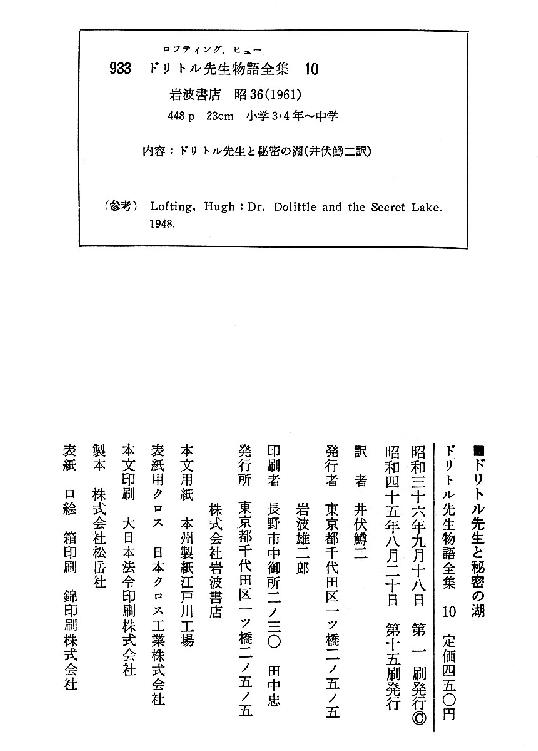 ロフティング，ヒュー
933 ドリトル先生物語全集 10
岩波書店 昭36(1961)
448p 23cm 小学3・4年〜中学
内容：ドリトル先生と秘密の湖(井伏鱒二訳)
(参考) Lofting, Hugh : Dr. Dolittle and the Secret Lake.
1948.
■ドリトル先生と秘密の湖
ドリトル先生物語全集 10 定価四五〇円
昭和三十六年九月十八日 第一刷発行©
昭和四十五年八月二十日 第十五刷発行
訳者 井伏鱒二
発行者 東京都千代田区一ツ橋二ノ五ノ五
岩波雄二郎
印刷者 長野市中御所二ノ三〇 田中忠
発行所 東京都千代田区一ツ橋二ノ五ノ五
株式会社岩波書店
本文用紙 本州製紙江戸川工場
表紙用クロス 日本クロス工業株式会社
本文印刷 大日本法令印刷株式会社
製本 株式会社松岳社
表紙 口絵 箱印刷 錦印刷株式会社